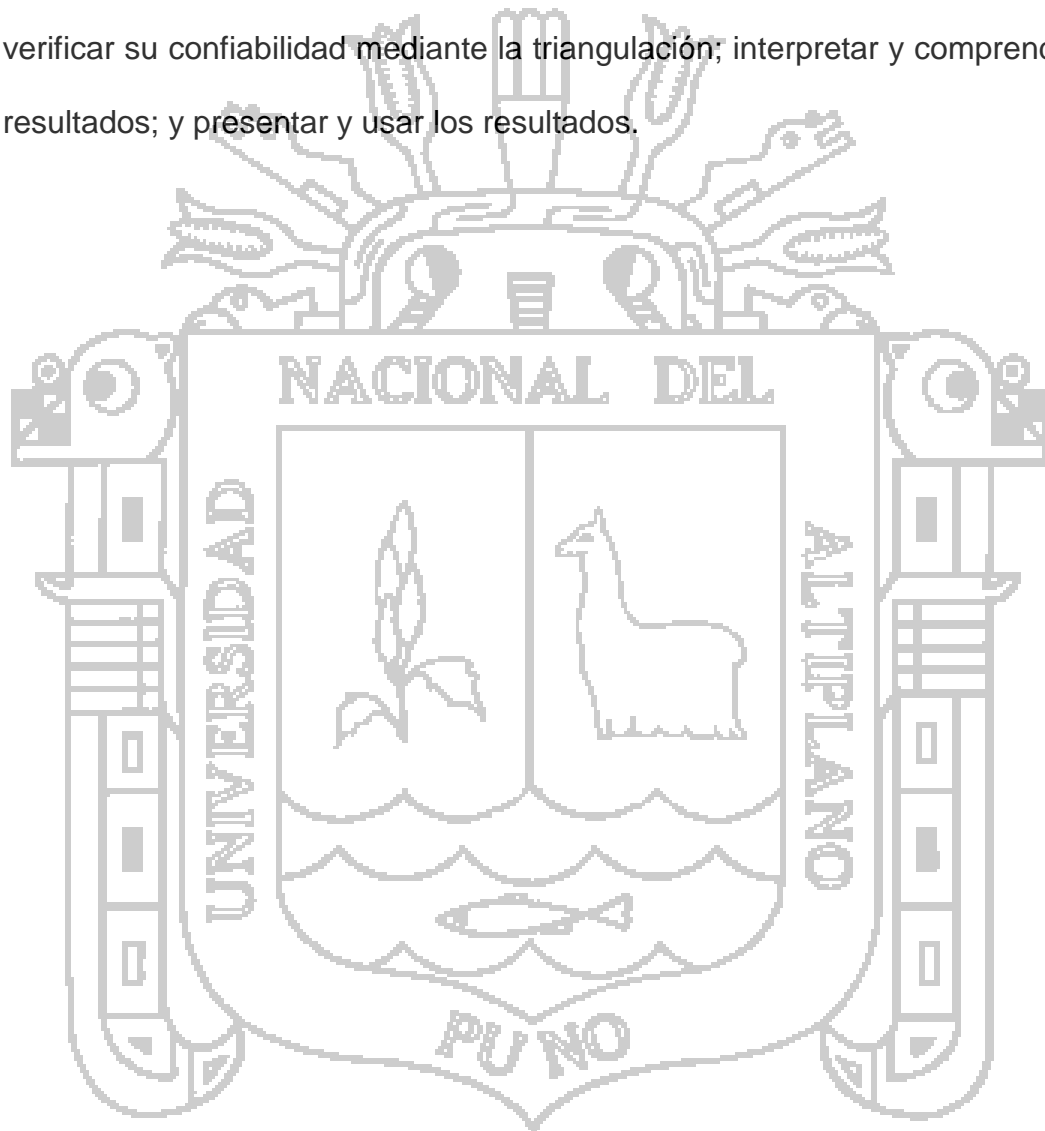 verificar su confiabilidad mediante la triangulación; interpretar y comprend
resultados; y presentar y usar los resultados.
NACIONAL DEL
UNIVERSIDAD
ALTIPLANO
PUNO